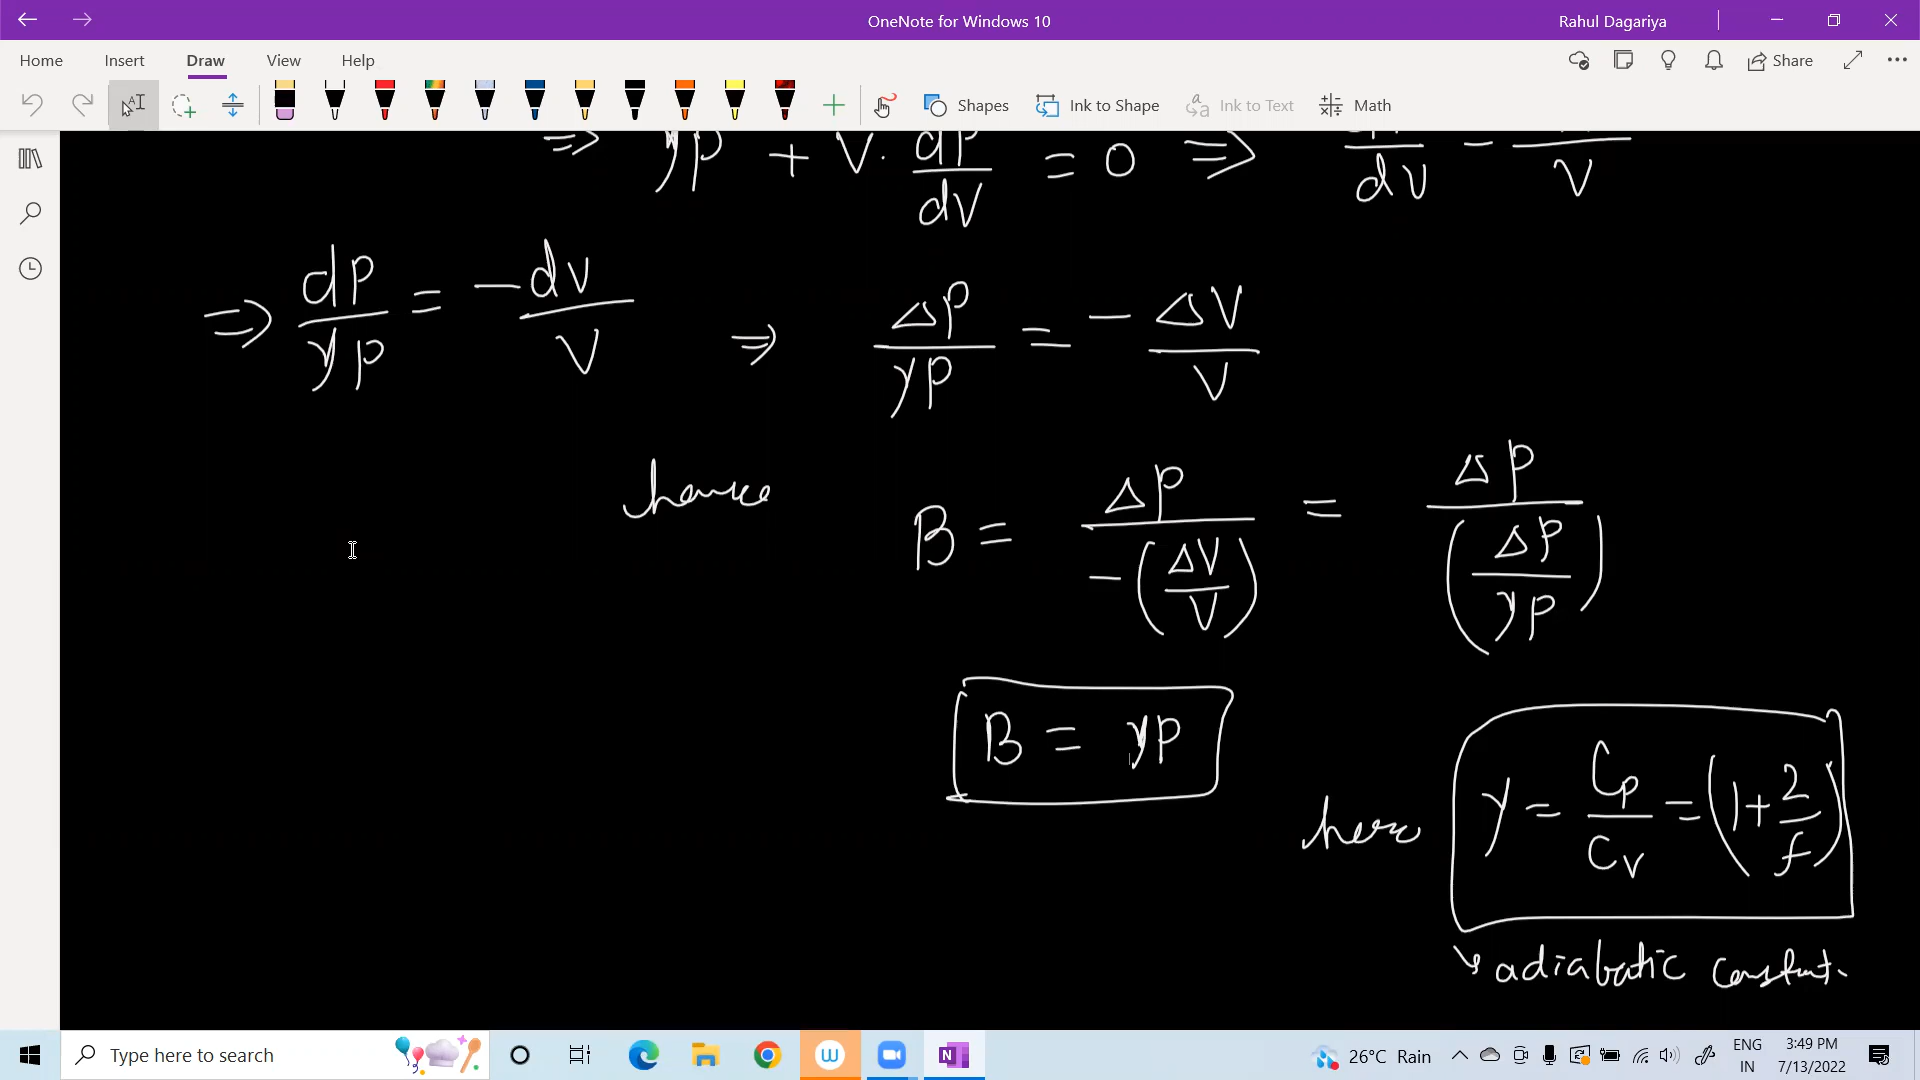 OneNote for Windows 10
Rahul Dagariya
Home Insert Draw View Help
Share
Shapes Ink to Shape Ink to Text Math
⇒ γP + V · dP/dV = 0 ⇒ /dV = /V
⇒ dP/γP = -dV/V ⇒ ΔP/γP = -ΔV/V
hence B = ΔP/-(ΔV/V) = ΔP/(ΔP/γP)
B = γP
here γ = Cp/Cv = (1+2/f)
adiabatic constant.
Type here to search
26°C Rain
ENG
IN
3:49 PM
7/13/2022